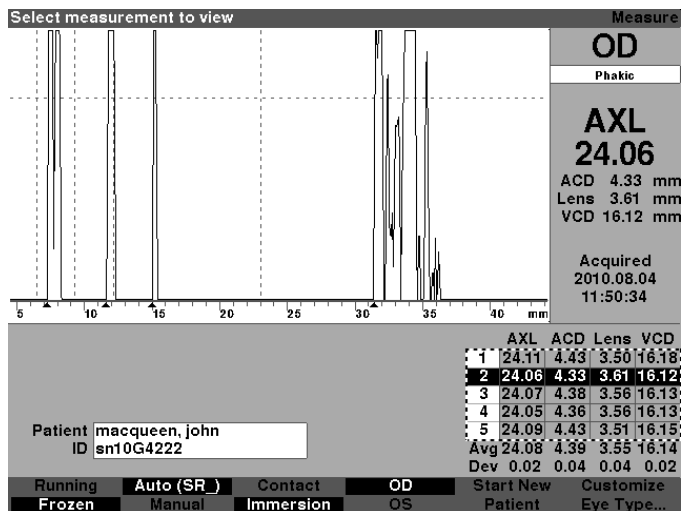 Select measurement to view Measure
OD
Phakic
AXL
24.06
ACD 4.33 mm
Lens 3.61 mm
VCD 16.12 mm
Acquired
2010.08.04
11:50:34
5 10 15 20 25 30 35 40 mm
AXL ACD Lens VCD
1 24.11 4.43 3.50 16.18
2 24.06 4.33 3.61 16.12
3 24.07 4.38 3.56 16.13
4 24.05 4.36 3.56 16.13
5 24.09 4.43 3.51 16.15
Avg 24.08 4.39 3.55 16.14
Dev 0.02 0.04 0.04 0.02
Patient macqueen, john
ID sn10G4222
Running Auto (SR_) Contact OD Start New Customize
Frozen Manual Immersion OS Patient Eye Type...